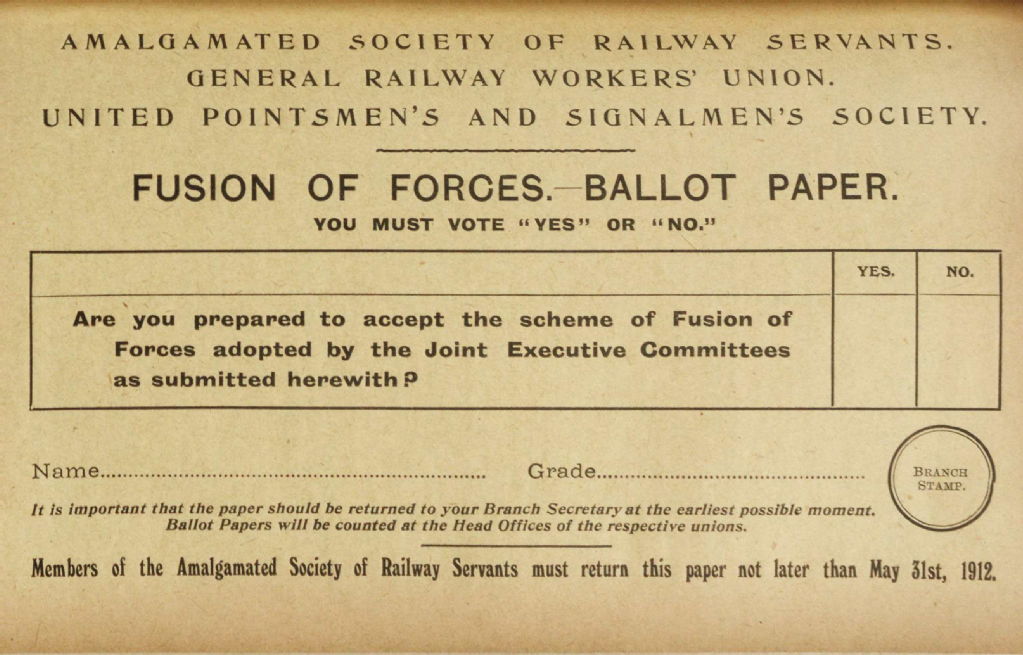 AMALGAMATED SOCIETY OF RAILWAY SERVANTS.
GENERAL RAILWAY WORKERS' UNION.
UNITED POINTSMEN'S AND SIGNALMEN'S SOCIETY.
FUSION OF FORCES.—BALLOT PAPER.
YOU MUST VOTE “YES” OR “NO.”
YES. NO.
Are you prepared to accept the scheme of Fusion of
Forces adopted by the Joint Executive Committees
as submitted herewith?
Name........................................................ Grade........................................................
BRANCH
STAMP.
It is important that the paper should be returned to your Branch Secretary at the earliest possible moment.
Ballot Papers will be counted at the Head Offices of the respective unions.
Members of the Amalgamated Society of Railway Servants must return this paper not later than May 31st, 1912.